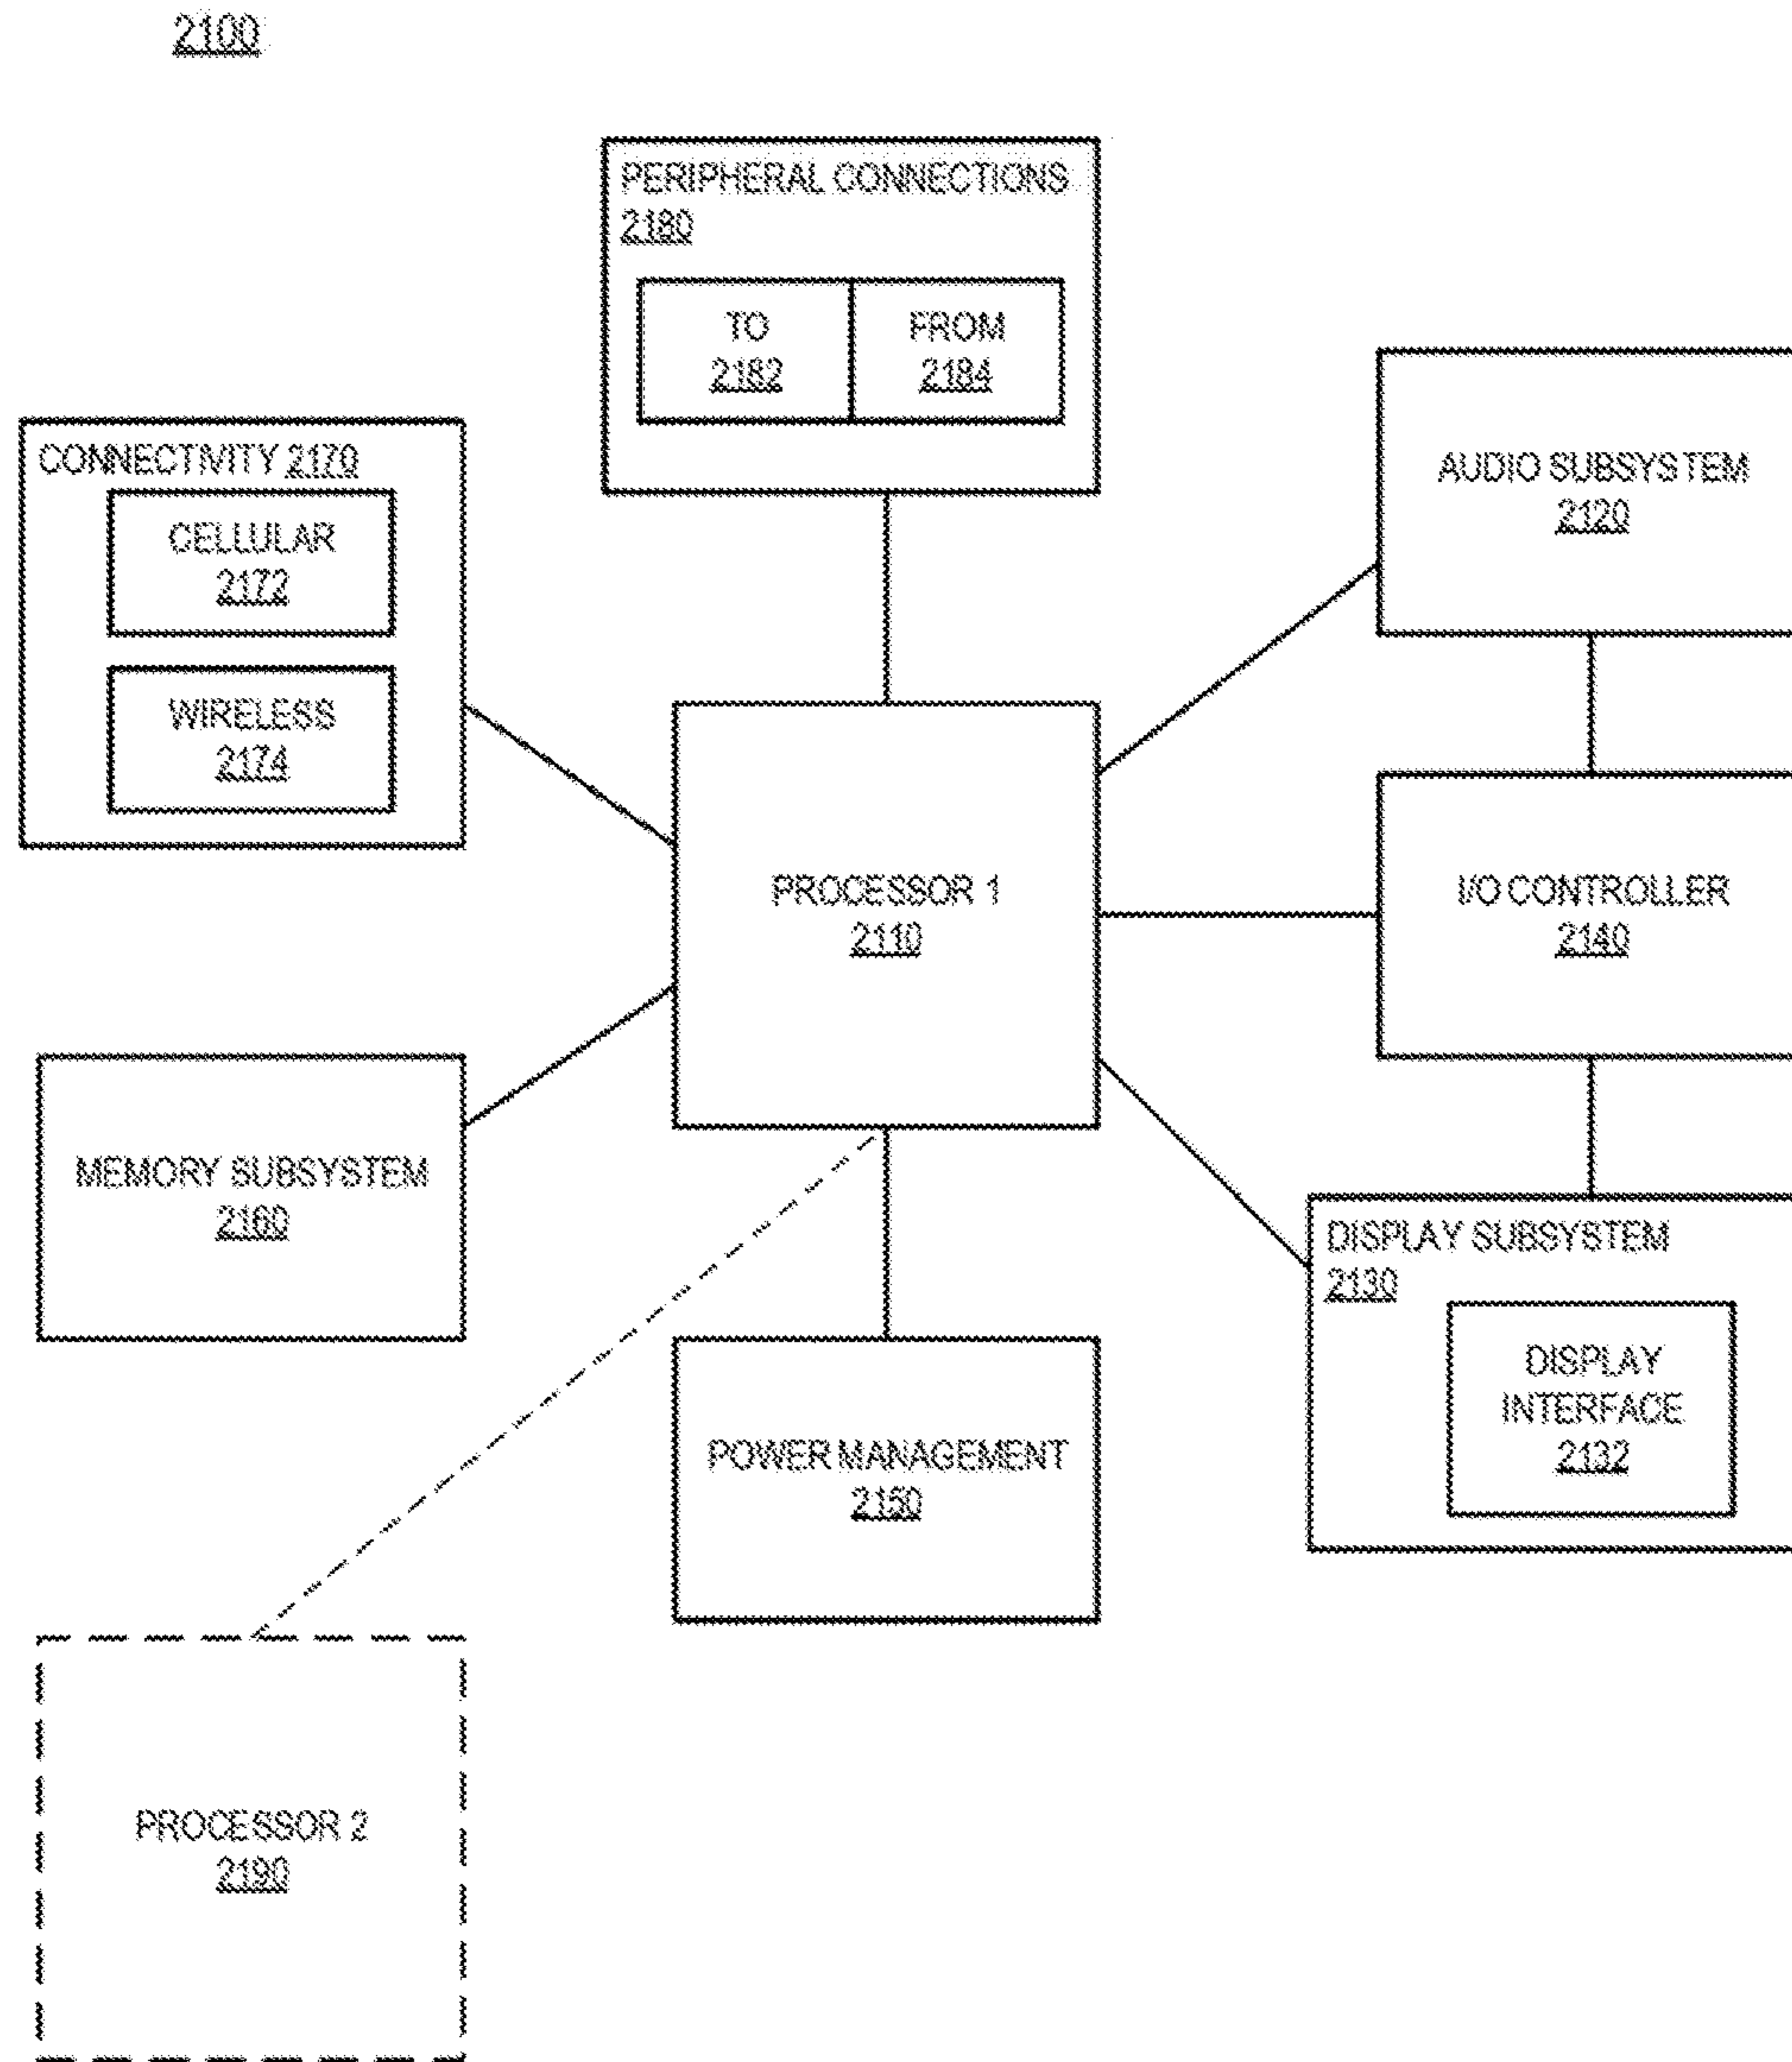 2100
PERIPHERAL CONNECTIONS
2180
TO
2182
FROM
2184
CONNECTIVITY 2170
CELLULAR
2172
WIRELESS
2174
AUDIO SUBSYSTEM
2120
PROCESSOR 1
2110
I/O CONTROLLER
2140
MEMORY SUBSYSTEM
2160
DISPLAY SUBSYSTEM
2130
DISPLAY
INTERFACE
2132
POWER MANAGEMENT
2150
PROCESSOR 2
2190